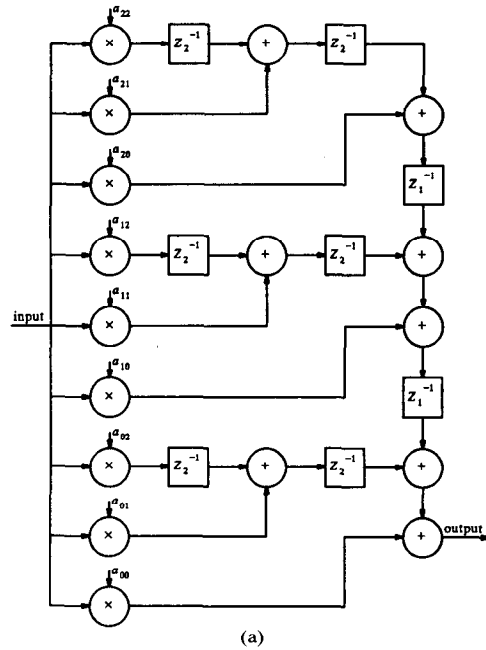 a₂₂
× Z₂⁻¹ + Z₂⁻¹
a₂₁
×
+
a₂₀
×
Z₁⁻¹
a₁₂
× Z₂⁻¹ + Z₂⁻¹ +
a₁₁
input
× +
a₁₀
×
Z₁⁻¹
a₀₂
× Z₂⁻¹ + Z₂⁻¹ +
a₀₁
× + output
a₀₀
×
(a)